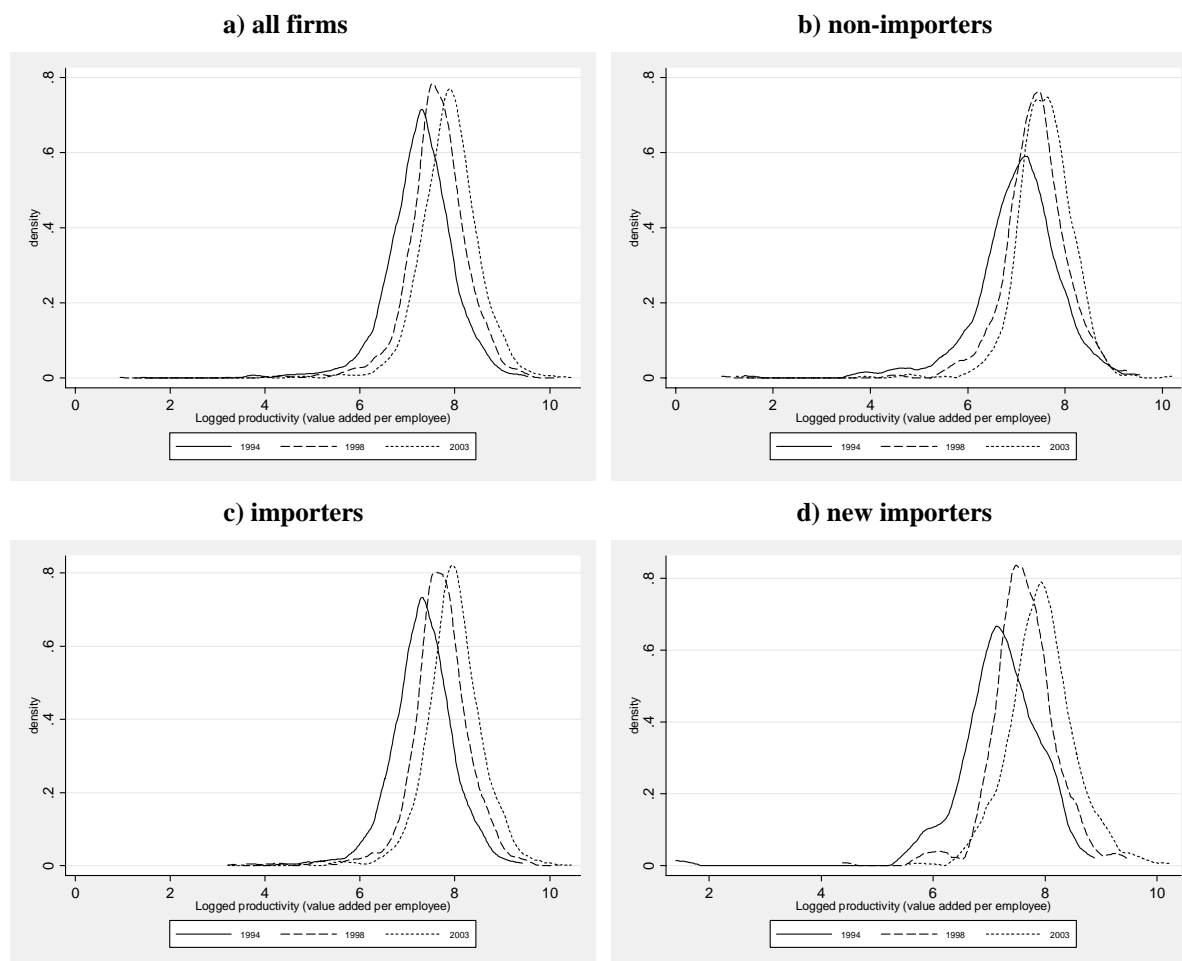 a) all firms
density
.8
.6
.4
.2
0
0 2 4 6 8 10
Logged productivity (value added per employee)
1994 1998 2003
b) non-importers
density
.8
.6
.4
.2
0
0 2 4 6 8 10
Logged productivity (value added per employee)
1994 1998 2003
c) importers
density
.8
.6
.4
.2
0
0 2 4 6 8 10
Logged productivity (value added per employee)
1994 1998 2003
d) new importers
density
.8
.6
.4
.2
0
2 4 6 8 10
Logged productivity (value added per employee)
1994 1998 2003